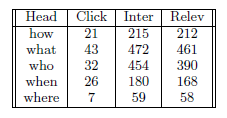 Head Click Inter Relev
how 21 215 212
what 43 472 461
who 32 454 390
when 26 180 168
where 7 59 58